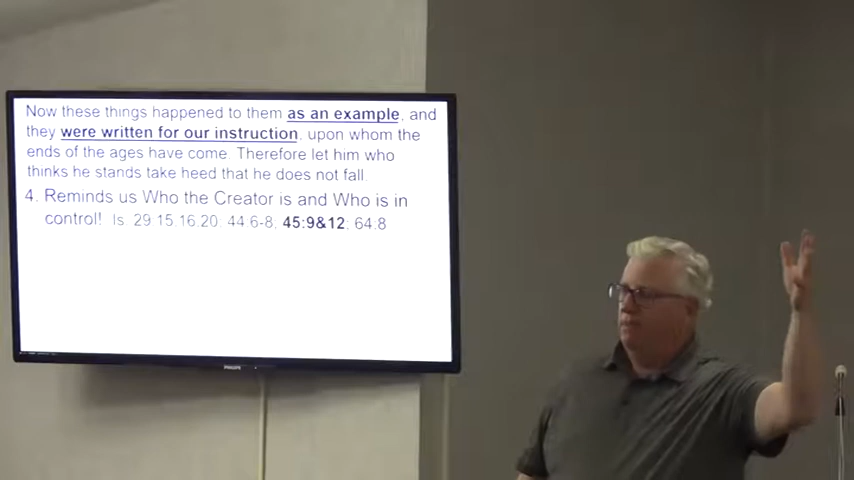 Now these things happened to them as an example, and
they were written for our instruction, upon whom the
ends of the ages have come. Therefore let him who
thinks he stands take heed that he does not fall.
4. Reminds us Who the Creator is and Who is in
control! Is. 29:15,16,20; 44:6-8; 45:9&12; 64:8
PHILIPS